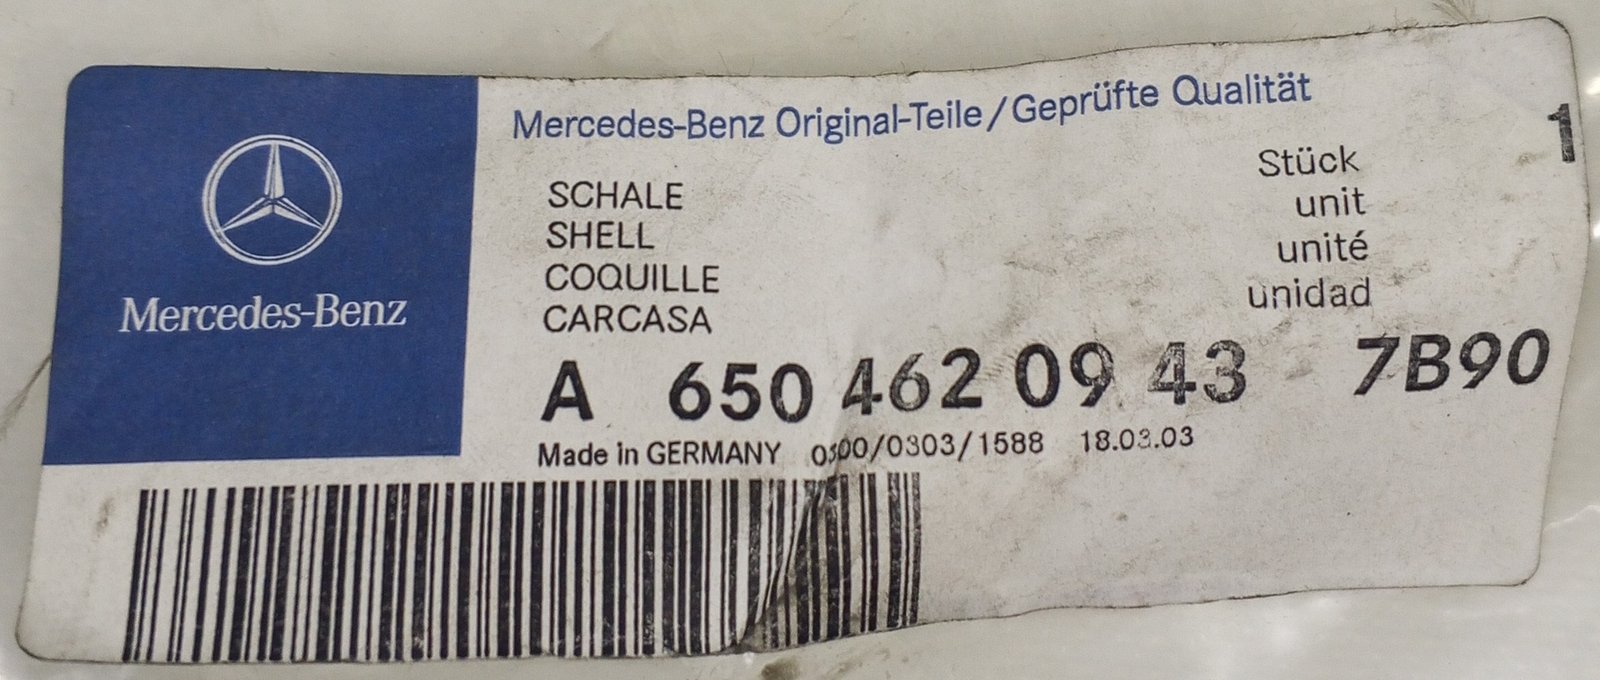 Mercedes-Benz
Mercedes-Benz Original-Teile/Geprüfte Qualität
SCHALE
SHELL
COQUILLE
CARCASA
Stück 1
unit
unité
unidad
A 650 462 09 43 7B90
Made in GERMANY 0300/0303/1588 18.03.03